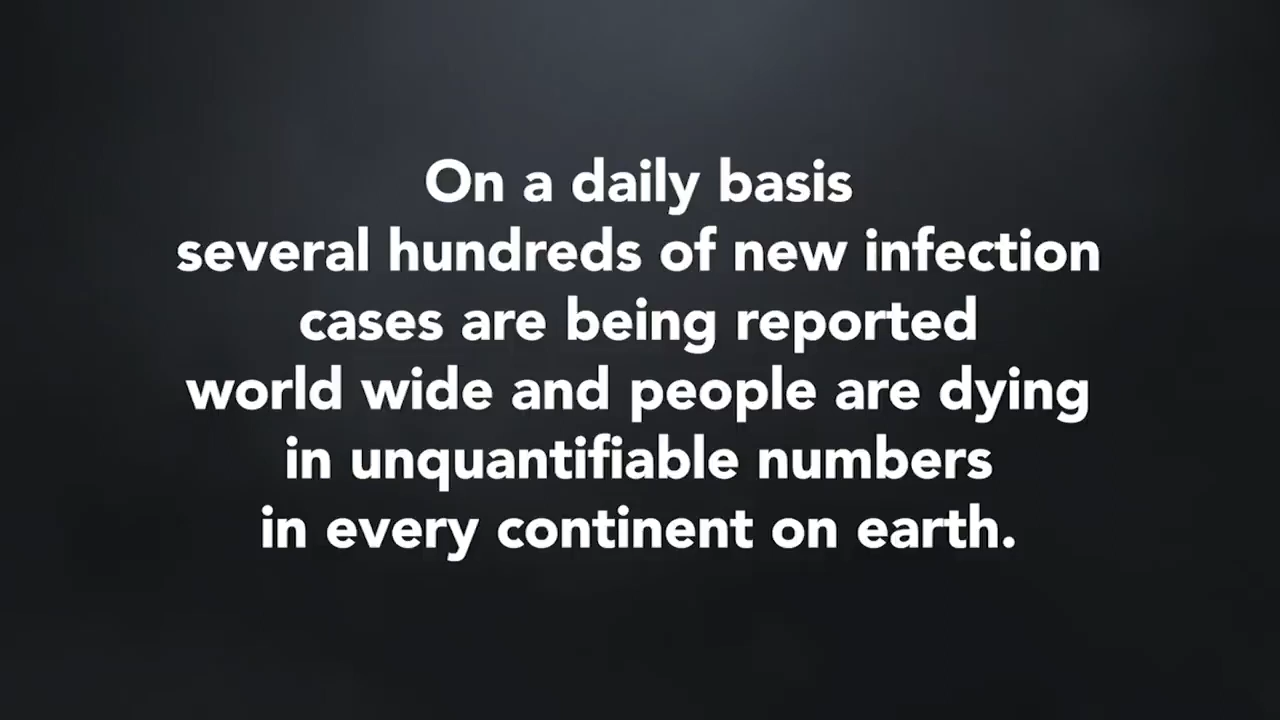 On a daily basis
several hundreds of new infection
cases are being reported
world wide and people are dying
in unquantifiable numbers
in every continent on earth.